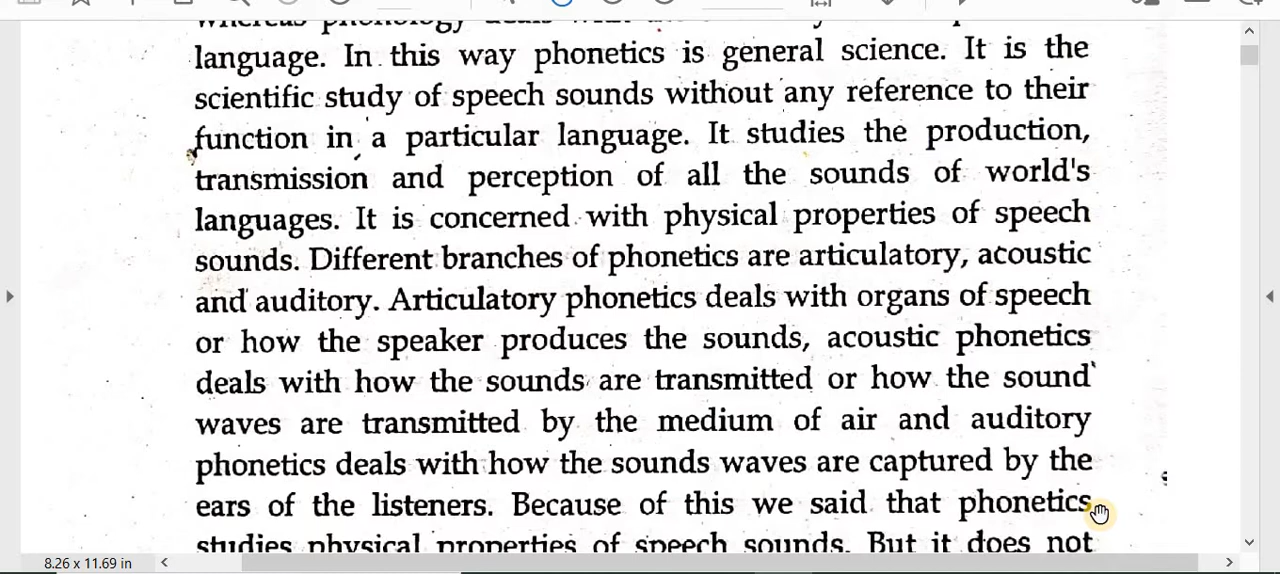 language. In this way phonetics is general science. It is the
scientific study of speech sounds without any reference to their
function in a particular language. It studies the production,
transmission and perception of all the sounds of world's
languages. It is concerned with physical properties of speech
sounds. Different branches of phonetics are articulatory, acoustic
and auditory. Articulatory phonetics deals with organs of speech
or how the speaker produces the sounds, acoustic phonetics
deals with how the sounds are transmitted or how the sound
waves are transmitted by the medium of air and auditory
phonetics deals with how the sounds waves are captured by the
ears of the listeners. Because of this we said that phonetics
studies physical properties of speech sounds. But it does not
8.26 x 11.69 in